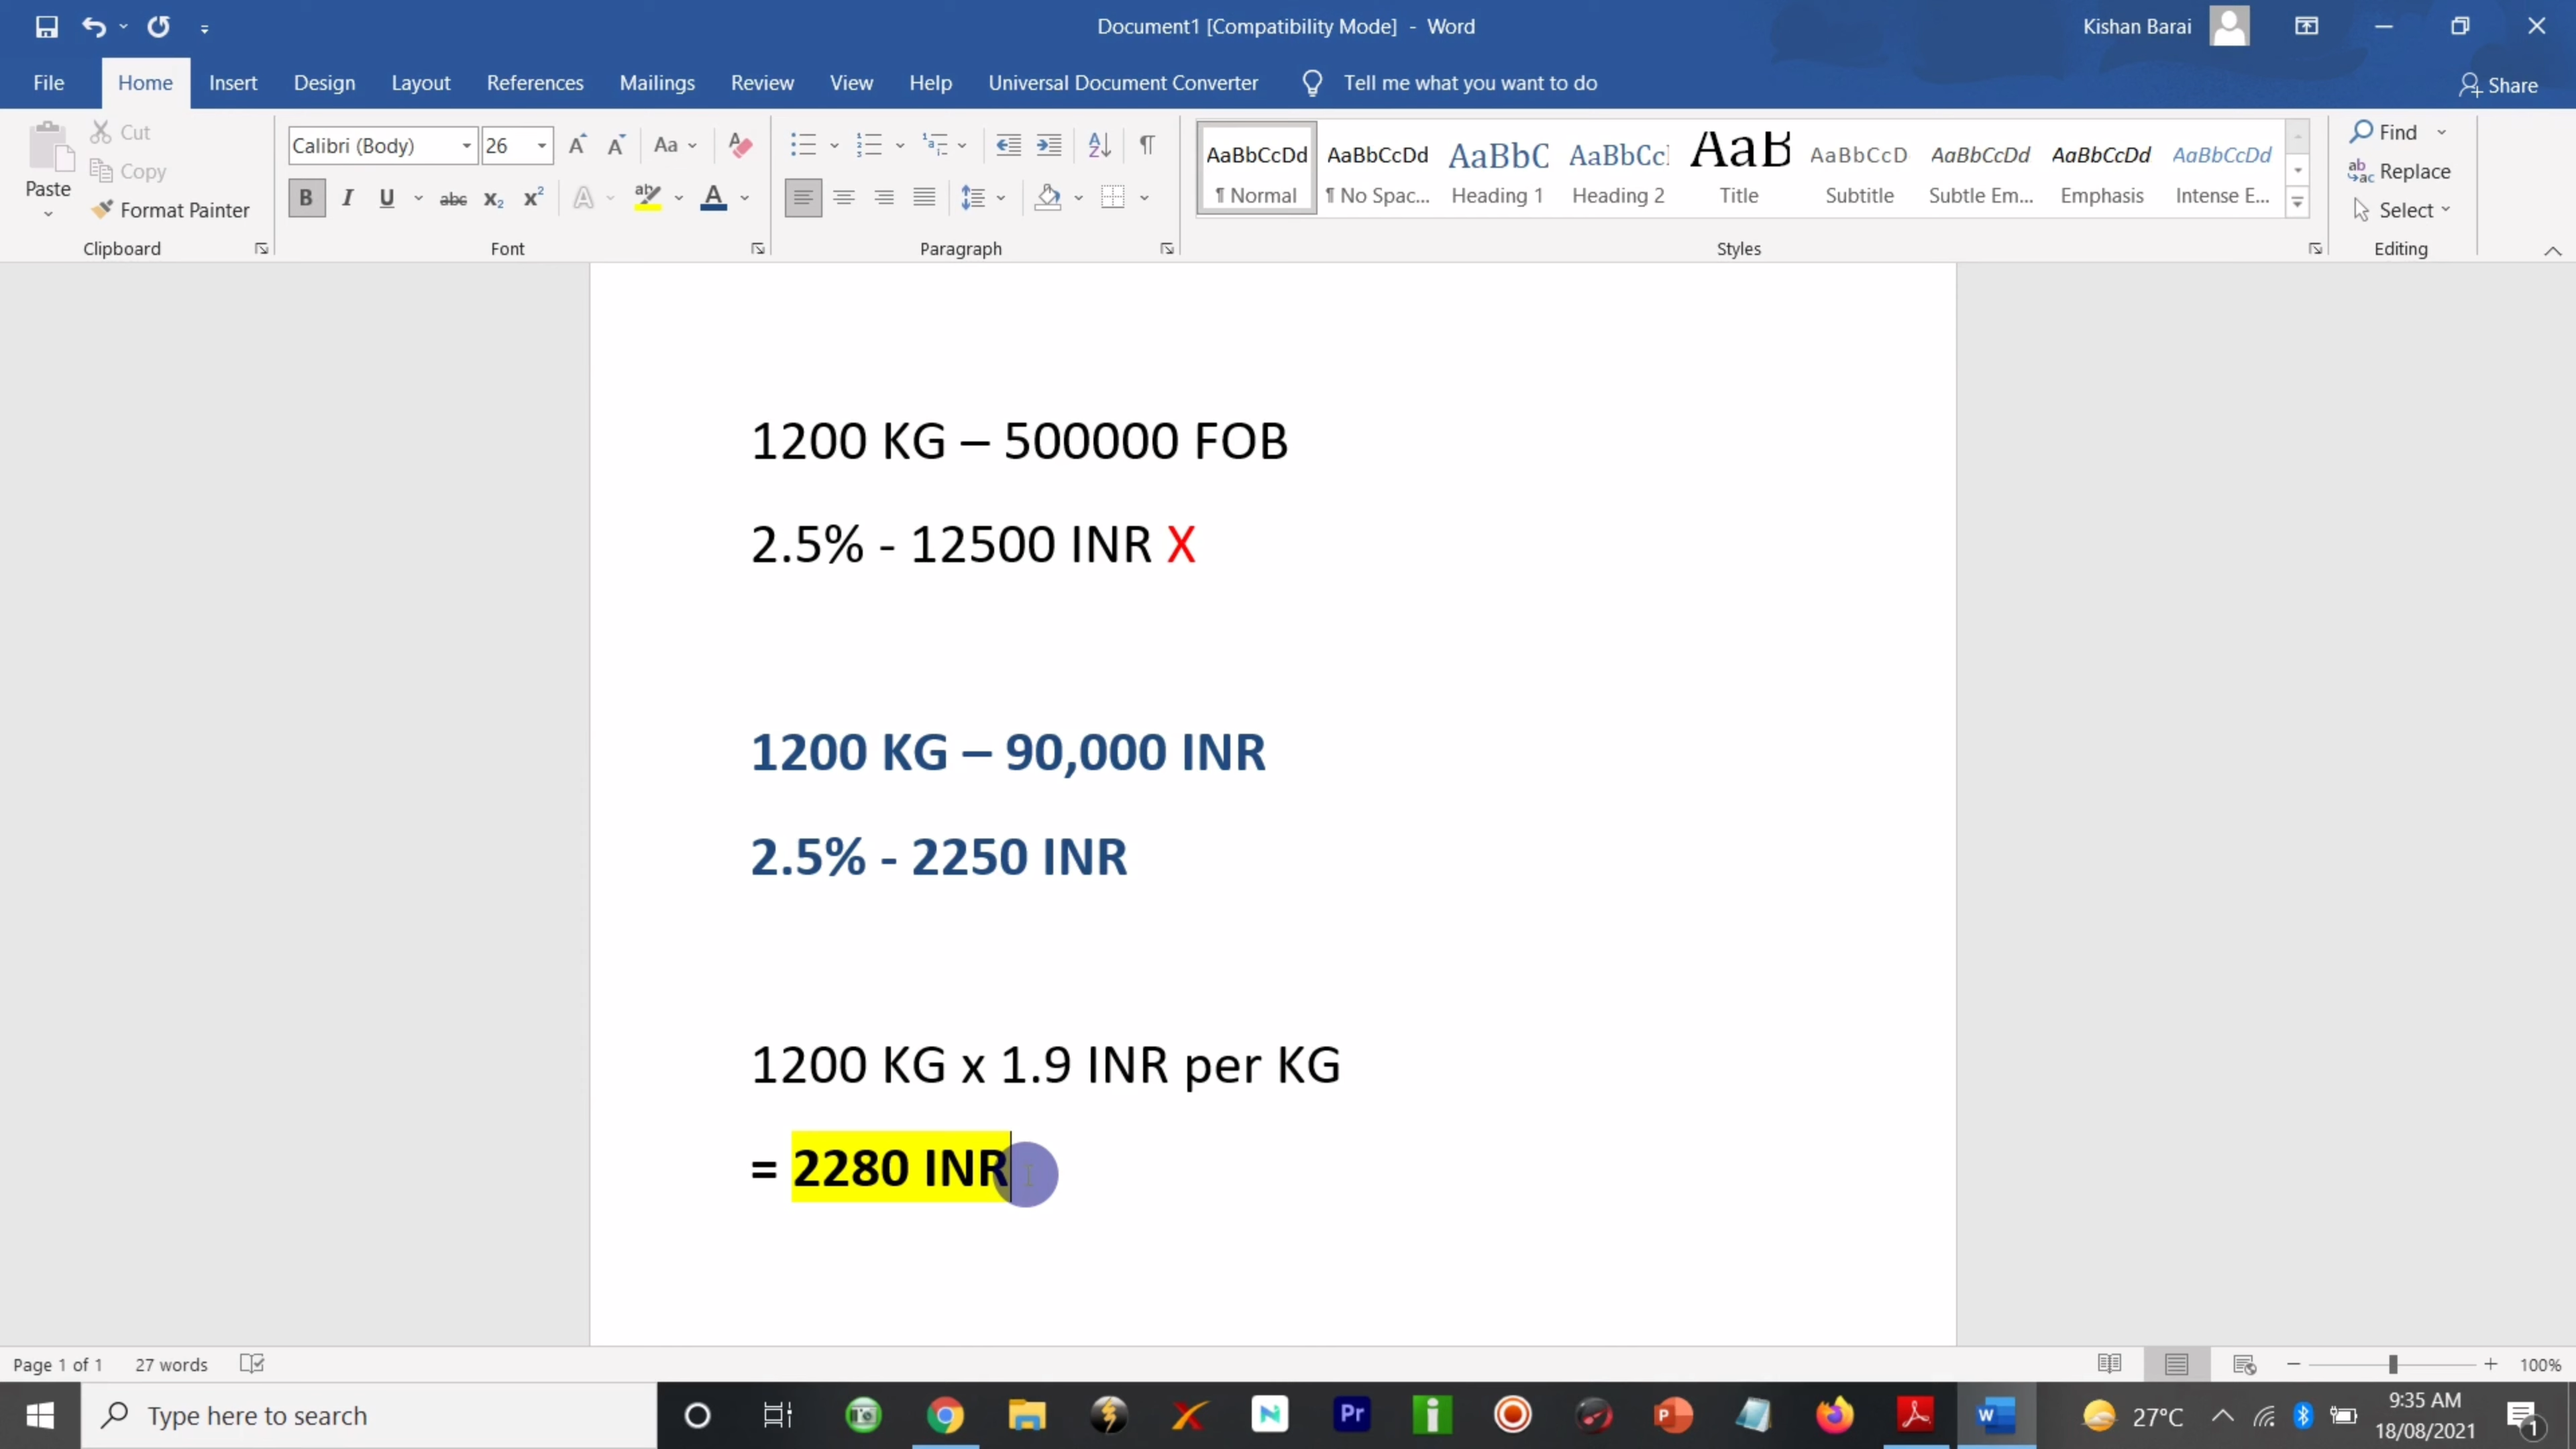 Document1 [Compatibility Mode] - Word
Kishan Barai
File Home Insert Design Layout References Mailings Review View Help Universal Document Converter Tell me what you want to do Share
Paste
Cut
Copy
Format Painter
Clipboard
Calibri (Body) 26
Font
Paragraph
AaBbCcDd AaBbCcDd AaBbC AaBbCcl AaB AaBbCcD AaBbCcDd AaBbCcDd AaBbCcDd
¶ Normal ¶ No Spac... Heading 1 Heading 2 Title Subtitle Subtle Em... Emphasis Intense E...
Styles
Find
Replace
Select
Editing
1200 KG – 500000 FOB
2.5% - 12500 INR X
1200 KG – 90,000 INR
2.5% - 2250 INR
1200 KG x 1.9 INR per KG
= 2280 INR
Page 1 of 1 27 words 100%
Type here to search
27°C
9:35 AM
18/08/2021
1